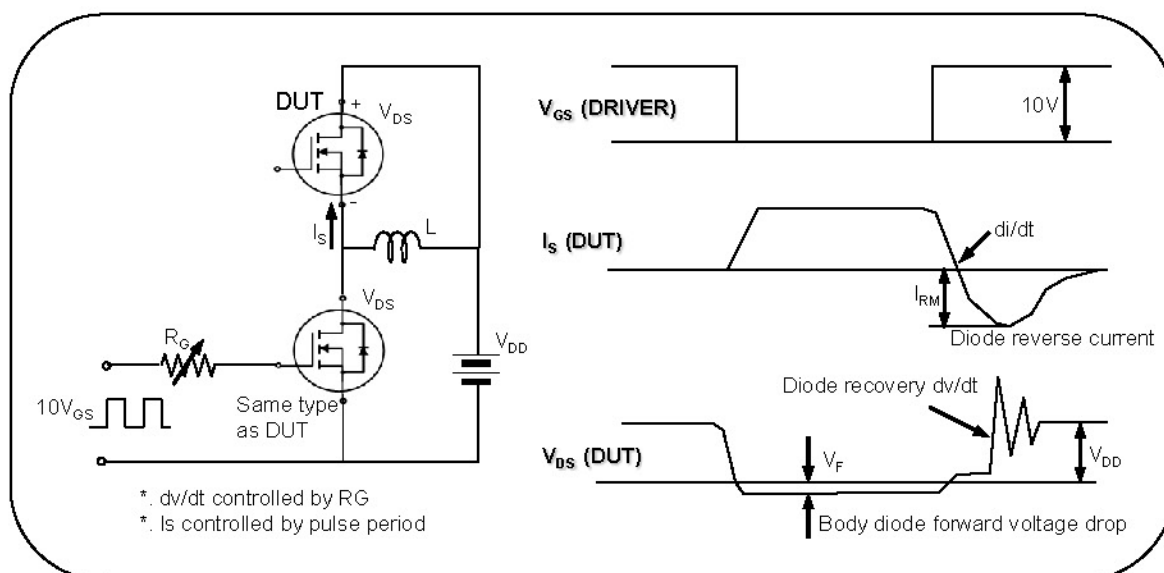 DUT
+
V_DS
-
I_S
L
V_DS
R_G
V_DD
10V_GS
Same type
as DUT
*. dv/dt controlled by RG
*. Is controlled by pulse period
V_GS (DRIVER)
10V
I_S (DUT)
di/dt
I_RM
Diode reverse current
Diode recovery dv/dt
V_DS (DUT)
V_F
V_DD
Body diode forward voltage drop